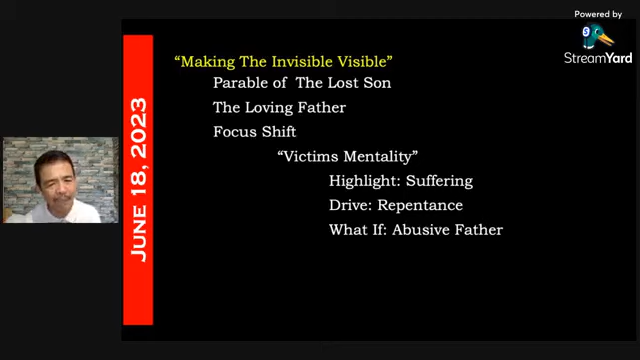 Powered by
StreamYard
JUNE 18, 2023
“Making The Invisible Visible”
Parable of The Lost Son
The Loving Father
Focus Shift
“Victims Mentality”
Highlight: Suffering
Drive: Repentance
What If: Abusive Father